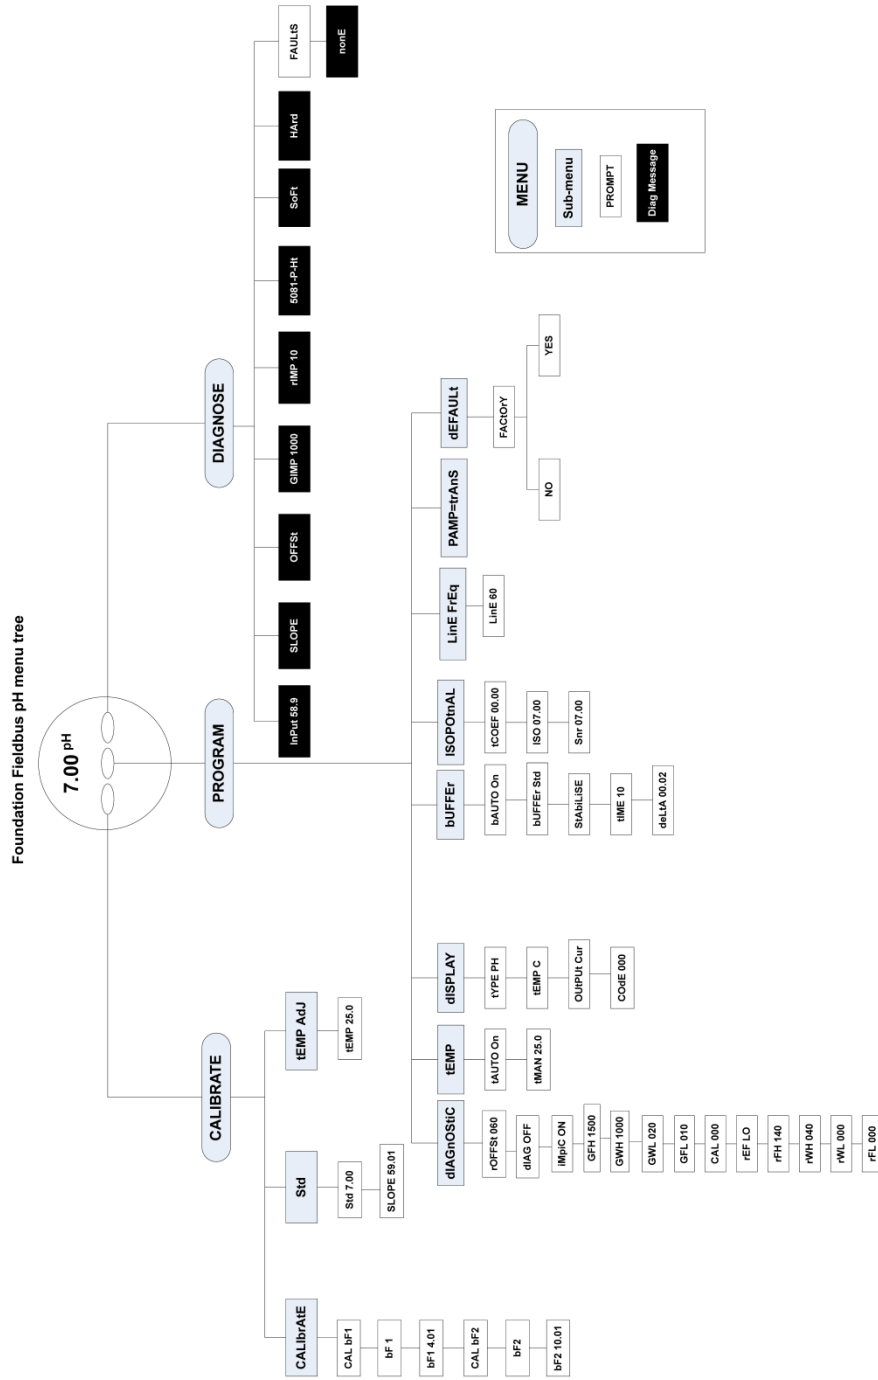 Foundation Fieldbus pH menu tree
7.00 pH
CALIBRATE
PROGRAM
DIAGNOSE
CALIbrAtE
CAL bF1
bF 1
bF1 4.01
CAL bF2
bF2
bF2 10.01
Std
Std 7.00
SLOPE 59.01
tEMP AdJ
tEMP 25.0
InPut 58.9
SLOPE
OFFSt
GIMP 1000
rIMP 10
5081-P-Ht
SoFt
HArd
FAULtS
nonE
dIAGnOStiC
rOFFSt 060
dIAG OFF
iMpiC ON
GFH 1500
GWH 1000
GWL 020
GFL 010
CAL 000
rEF LO
rFH 140
rWH 040
rWL 000
rFL 000
tEMP
tAUTO On
tMAN 25.0
dISPLAY
tYPE PH
tEMP C
OUtPUt Cur
COdE 000
bUFFEr
bAUTO On
bUFFEr Std
StAbiLiSE
tIME 10
deLtA 00.02
ISOPOtnAL
tCOEF 00.00
ISO 07.00
Snr 07.00
LinE FrEq
LinE 60
PAMP=trAnS
dEFAULt
FACtOrY
NO
YES
MENU
Sub-menu
PROMPT
Diag Message